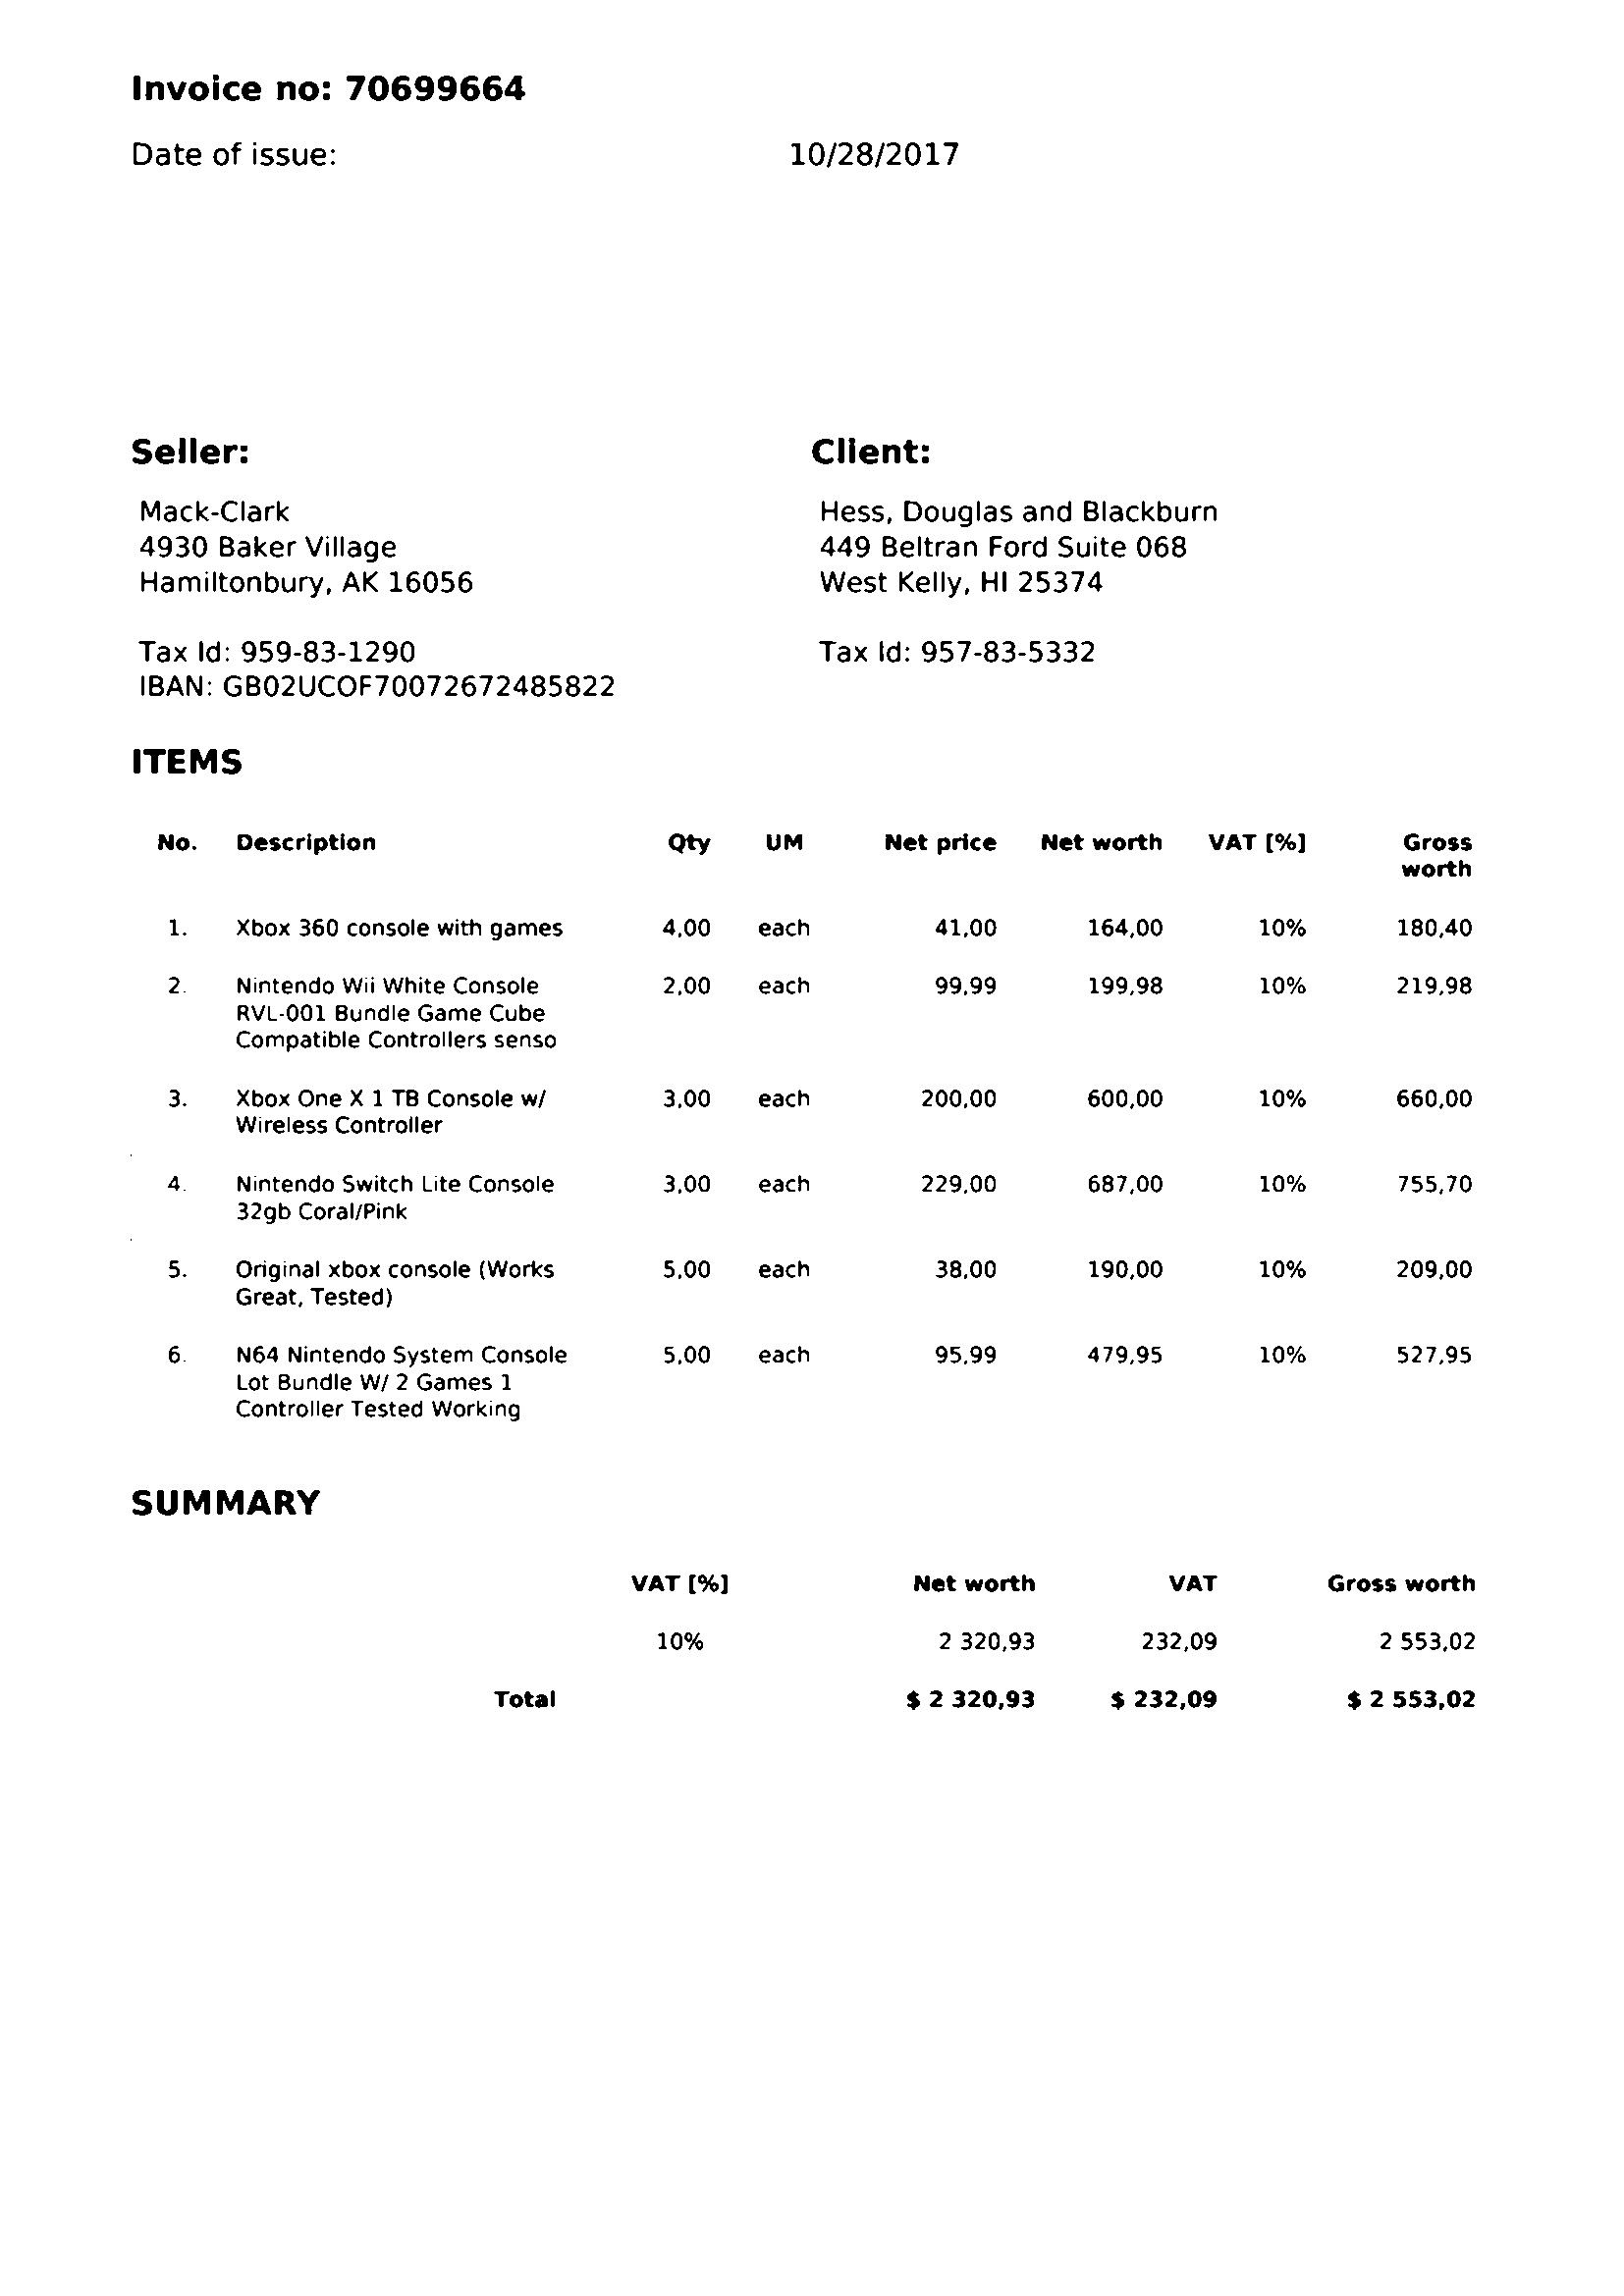 Invoice no: 70699664
Date of issue: 10/28/2017
Seller: Client:
Mack-Clark Hess, Douglas and Blackburn
4930 Baker Village 449 Beltran Ford Suite 068
Hamiltonbury, AK 16056 West Kelly, HI 25374
Tax Id: 959-83-1290 Tax Id: 957-83-5332
IBAN: GB02UCOF70072672485822
ITEMS
No. Description Qty UM Net price Net worth VAT [%] Gross
worth
1. Xbox 360 console with games 4,00 each 41,00 164,00 10% 180,40
2. Nintendo Wii White Console 2,00 each 99,99 199,98 10% 219,98
RVL-001 Bundle Game Cube
Compatible Controllers senso
3. Xbox One X 1 TB Console w/ 3,00 each 200,00 600,00 10% 660,00
Wireless Controller
4. Nintendo Switch Lite Console 3,00 each 229,00 687,00 10% 755,70
32gb Coral/Pink
5. Original xbox console (Works 5,00 each 38,00 190,00 10% 209,00
Great, Tested)
6. N64 Nintendo System Console 5,00 each 95,99 479,95 10% 527,95
Lot Bundle W/ 2 Games 1
Controller Tested Working
SUMMARY
VAT [%] Net worth VAT Gross worth
10% 2 320,93 232,09 2 553,02
Total $ 2 320,93 $ 232,09 $ 2 553,02